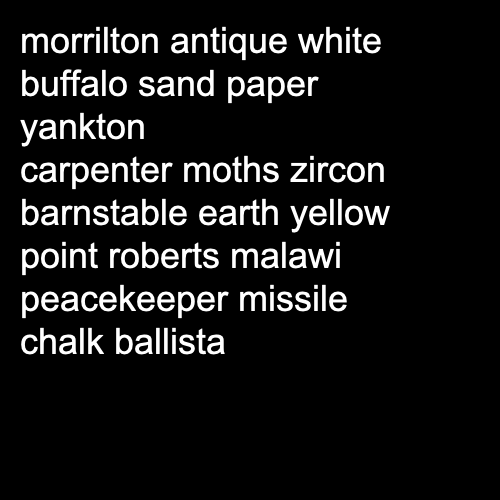 morrilton antique white
buffalo sand paper
yankton
carpenter moths zircon
barnstable earth yellow
point roberts malawi
peacekeeper missile
chalk ballista